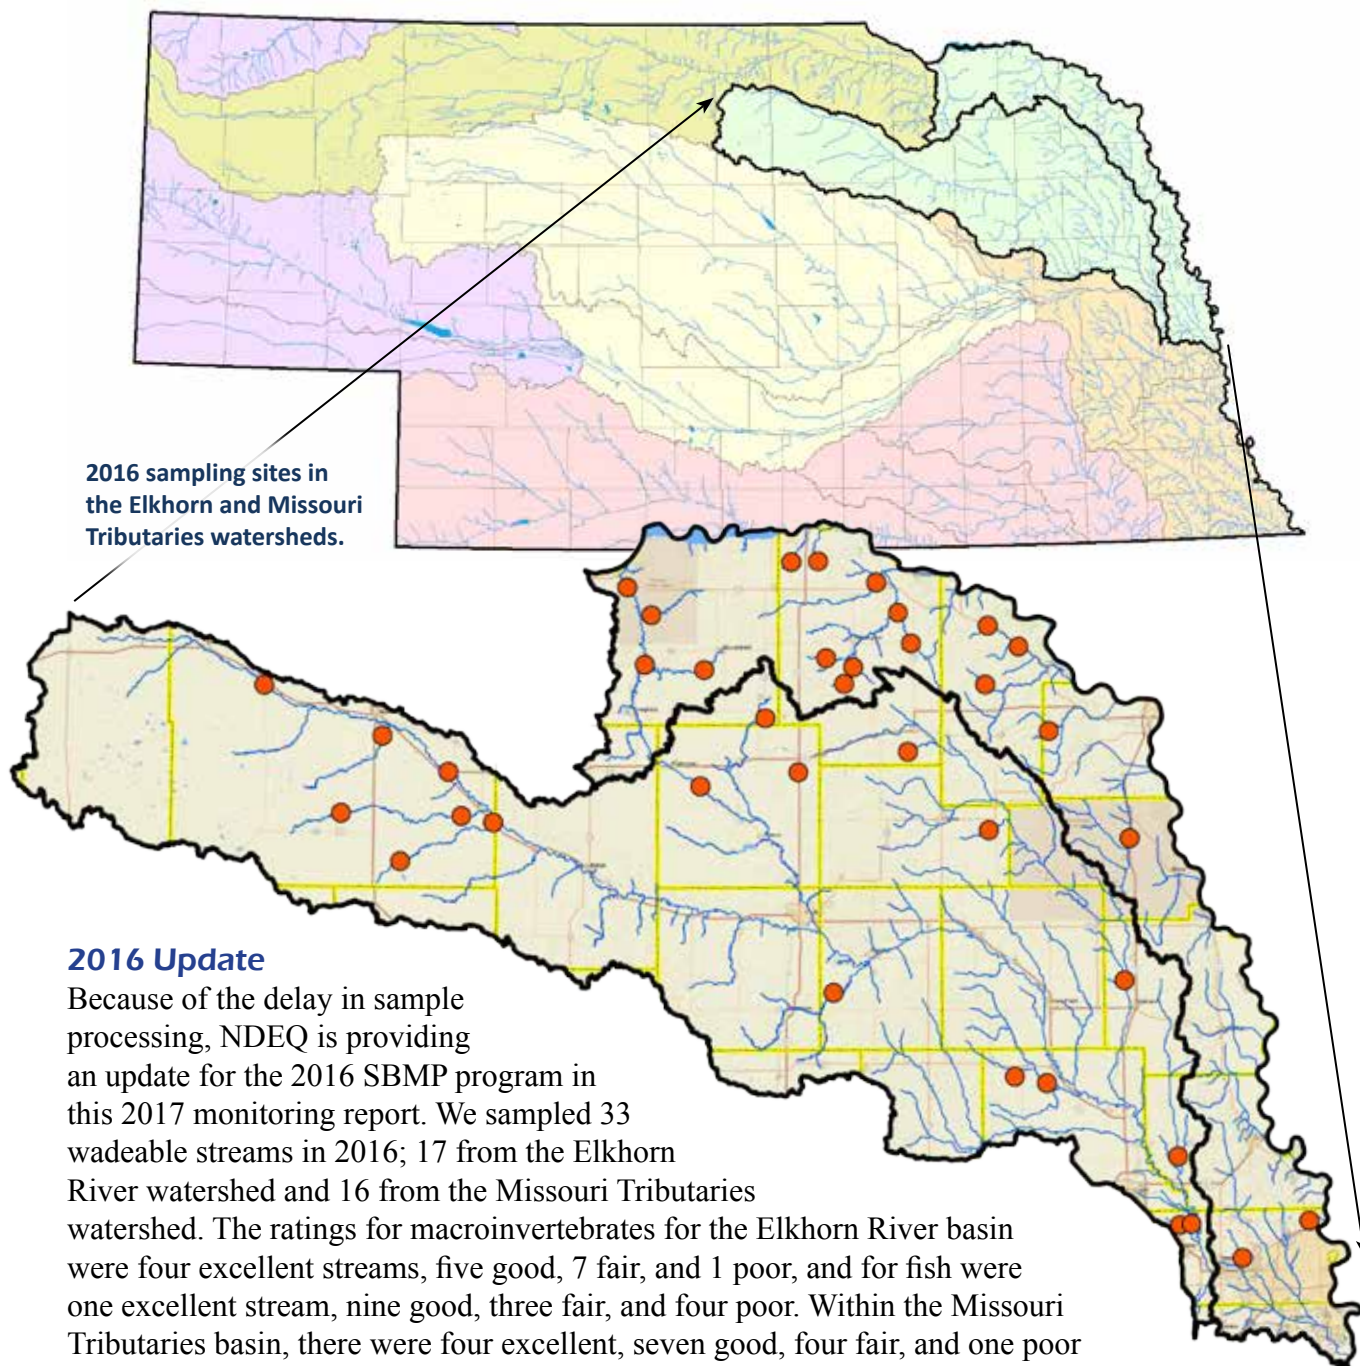 2016 sampling sites in
the Elkhorn and Missouri
Tributaries watersheds.
2016 Update
Because of the delay in sample
processing, NDEQ is providing
an update for the 2016 SBMP program in
this 2017 monitoring report. We sampled 33
wadeable streams in 2016; 17 from the Elkhorn
River watershed and 16 from the Missouri Tributaries
watershed. The ratings for macroinvertebrates for the Elkhorn River basin
were four excellent streams, five good, 7 fair, and 1 poor, and for fish were
one excellent stream, nine good, three fair, and four poor. Within the Missouri
Tributaries basin, there were four excellent, seven good, four fair, and one poor